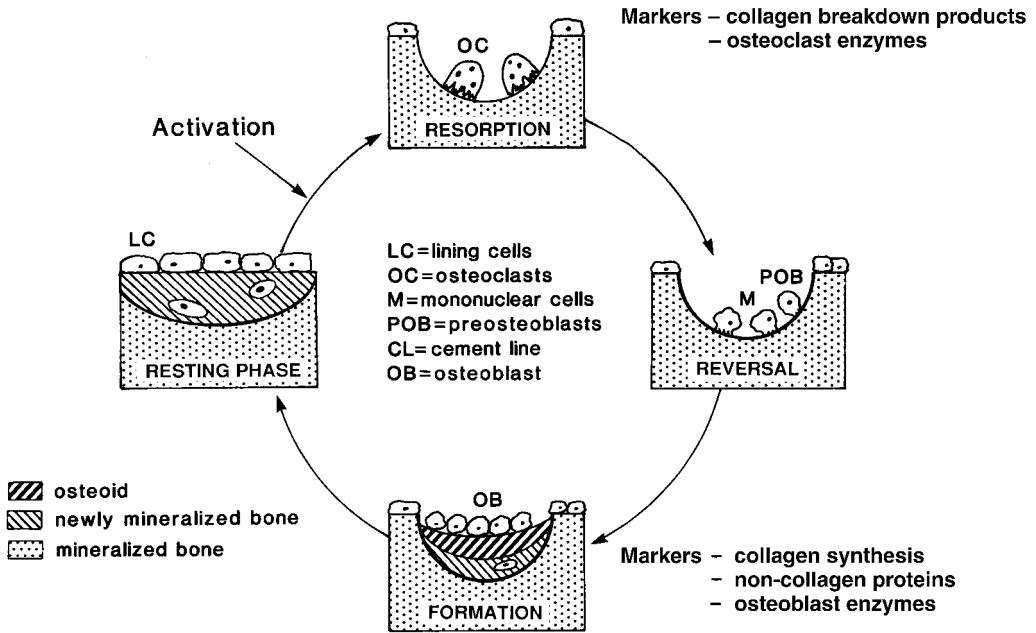 Markers – collagen breakdown products
– osteoclast enzymes
OC
RESORPTION
Activation
LC
RESTING PHASE
LC=lining cells
OC=osteoclasts
M=mononuclear cells
POB=preosteoblasts
CL=cement line
OB=osteoblast
POB
M
REVERSAL
osteoid
newly mineralized bone
mineralized bone
OB
FORMATION
Markers – collagen synthesis
– non-collagen proteins
– osteoblast enzymes